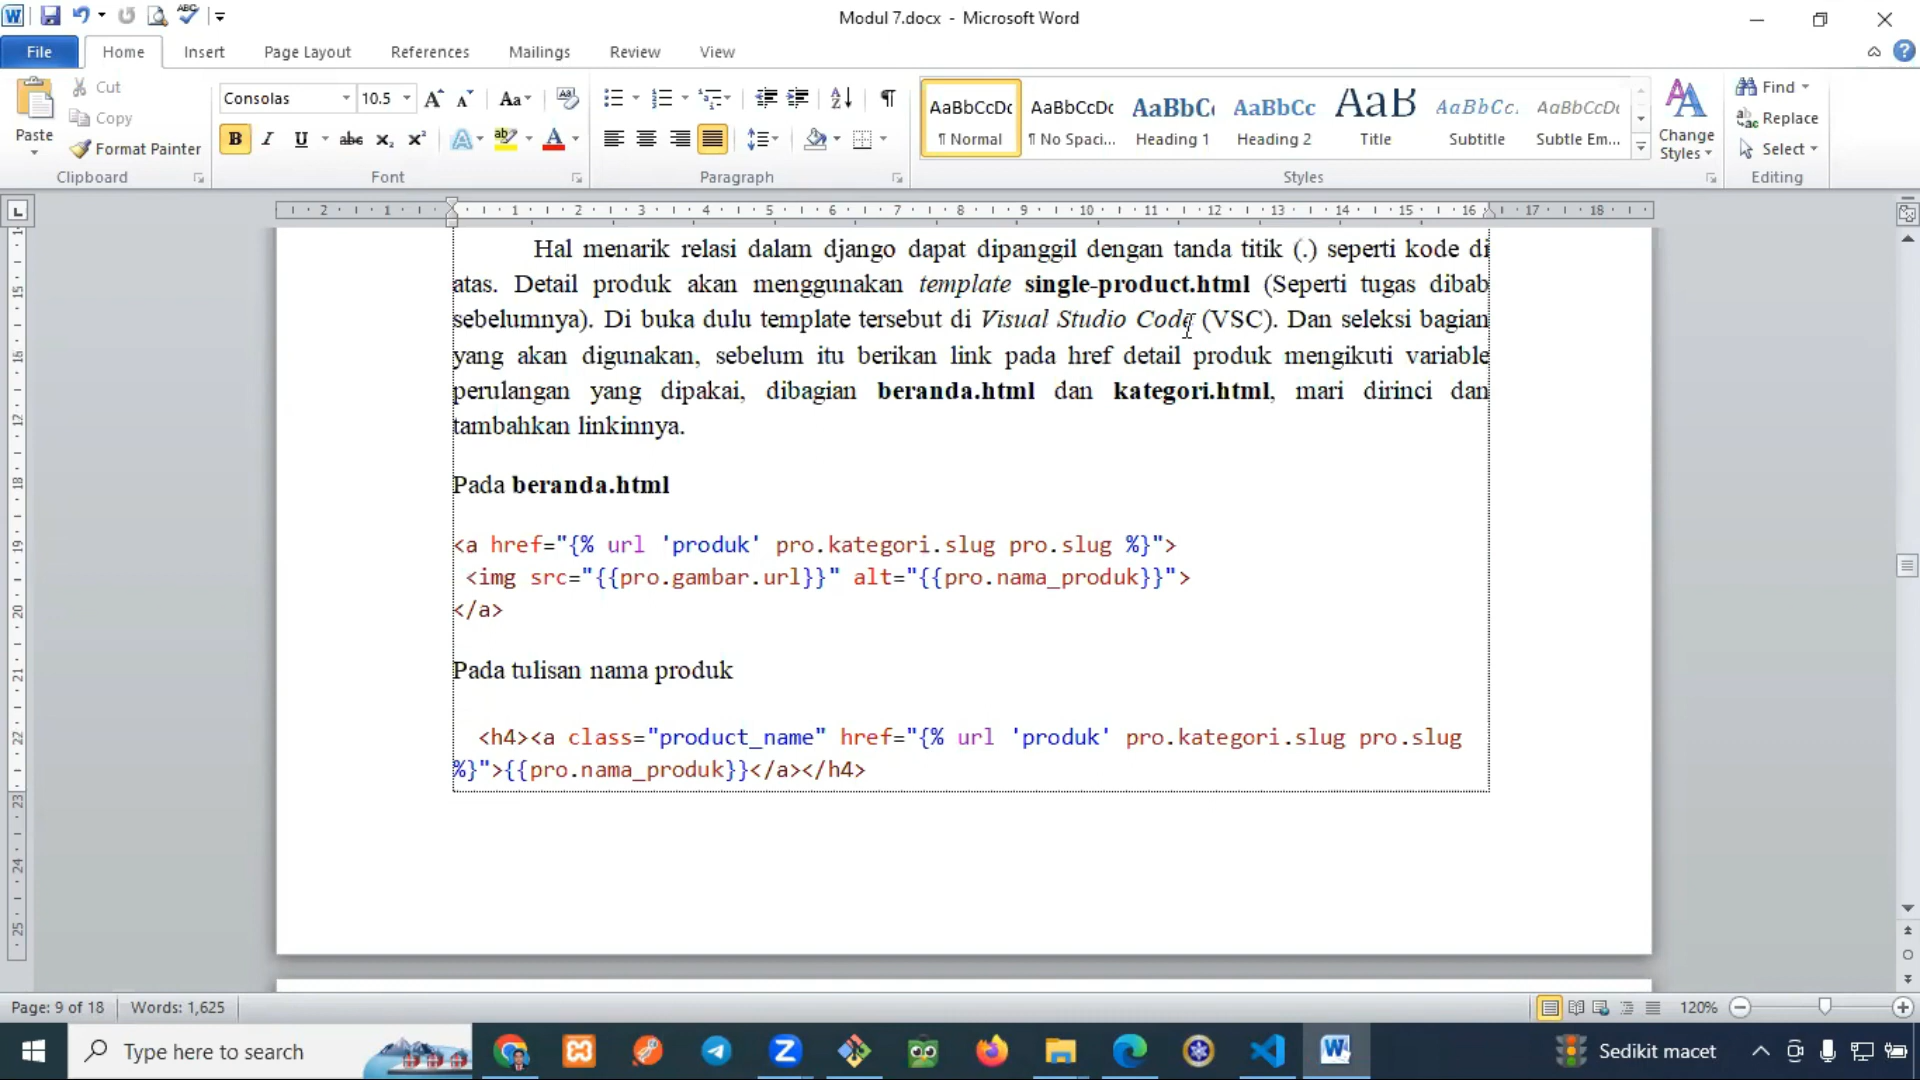 Modul 7.docx - Microsoft Word
File Home Insert Page Layout References Mailings Review View
Paste
Cut
Copy
Format Painter
Clipboard
Consolas 10.5
Font
Paragraph
AaBbCcDc AaBbCcDc AaBbC AaBbCc AaB AaBbCc. AaBbCcDc
¶ Normal ¶ No Spaci... Heading 1 Heading 2 Title Subtitle Subtle Em...
Styles
Change Styles
Find
Replace
Select
Editing
Hal menarik relasi dalam django dapat dipanggil dengan tanda titik (.) seperti kode di
atas. Detail produk akan menggunakan template single-product.html (Seperti tugas dibab
sebelumnya). Di buka dulu template tersebut di Visual Studio Code (VSC). Dan seleksi bagian
yang akan digunakan, sebelum itu berikan link pada href detail produk mengikuti variable
perulangan yang dipakai, dibagian beranda.html dan kategori.html, mari dirinci dan
tambahkan linkinnya.
Pada beranda.html
<a href="{% url 'produk' pro.kategori.slug pro.slug %}">
<img src="{{pro.gambar.url}}" alt="{{pro.nama_produk}}">
</a>
Pada tulisan nama produk
<h4><a class="product_name" href="{% url 'produk' pro.kategori.slug pro.slug
%}">{{pro.nama_produk}}</a></h4>
Page: 9 of 18 Words: 1,625 120%
Type here to search Sedikit macet